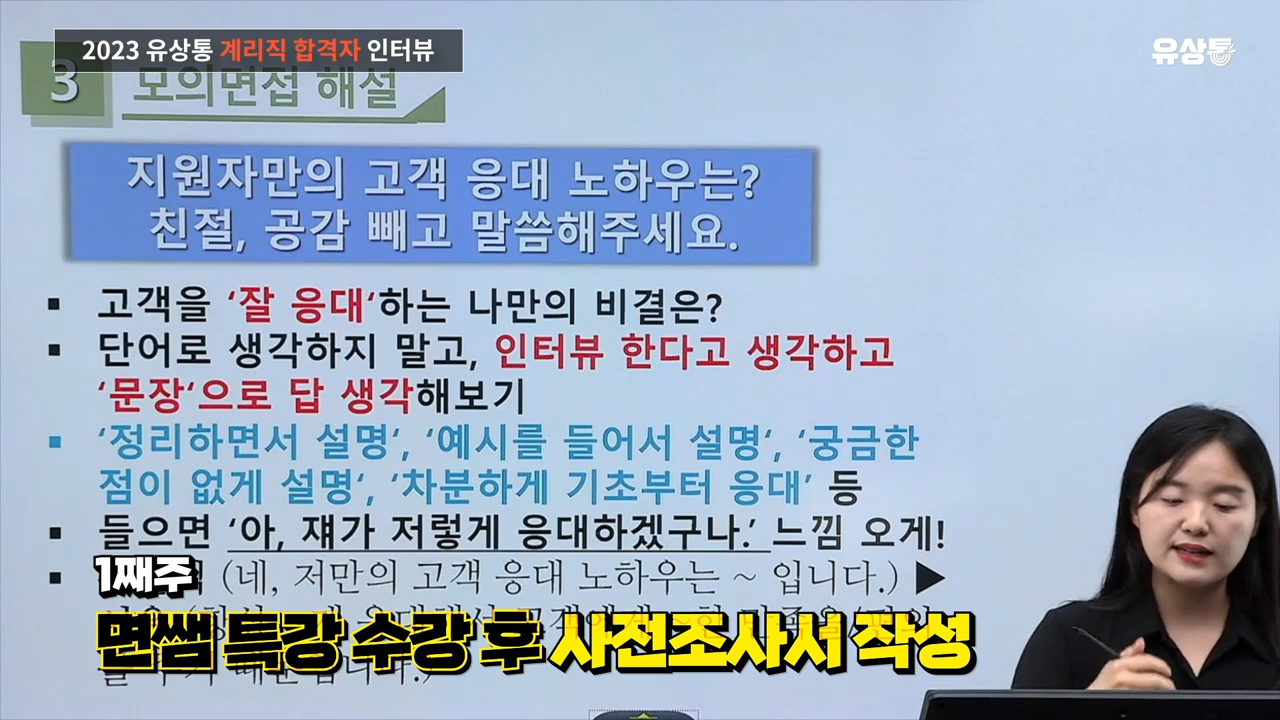 2023 유상통 계리직 합격자 인터뷰
유상통
3 모의면접 해설
지원자만의 고객 응대 노하우는?
친절, 공감 빼고 말씀해주세요.
▪ 고객을 ‘잘 응대‘하는 나만의 비결은?
▪ 단어로 생각하지 말고, 인터뷰 한다고 생각하고
‘문장‘으로 답 생각해보기
▪ ‘정리하면서 설명‘, ‘예시를 들어서 설명‘, ‘궁금한
점이 없게 설명‘, ‘차분하게 기초부터 응대’ 등
▪ 들으면 ‘아, 쟤가 저렇게 응대하겠구나.’ 느낌 오게!
(네, 저만의 고객 응대 노하우는 ~ 입니다.) ▶
1째주
면쌤 특강 수강 후 사전조사서 작성